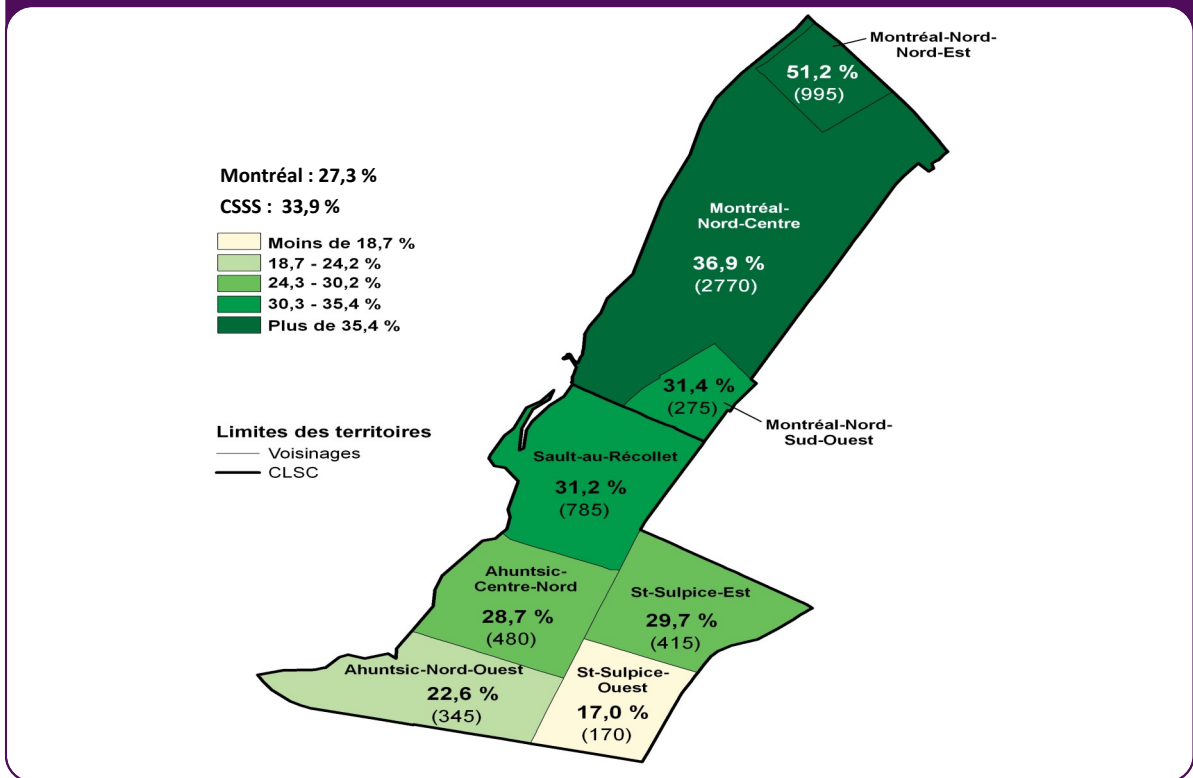 Montréal-Nord-
Nord-Est
51,2 %
(995)
Montréal : 27,3 %
CSSS : 33,9 %
Moins de 18,7 %
18,7 - 24,2 %
24,3 - 30,2 %
30,3 - 35,4 %
Plus de 35,4 %
Montréal-
Nord-Centre
36,9 %
(2770)
31,4 %
(275)
Montréal-Nord-
Sud-Ouest
Limites des territoires
Voisinages
CLSC
Sault-au-Récollet
31,2 %
(785)
Ahuntsic-
Centre-Nord
28,7 %
(480)
St-Sulpice-Est
29,7 %
(415)
Ahuntsic-Nord-Ouest
22,6 %
(345)
St-Sulpice-
Ouest
17,0 %
(170)